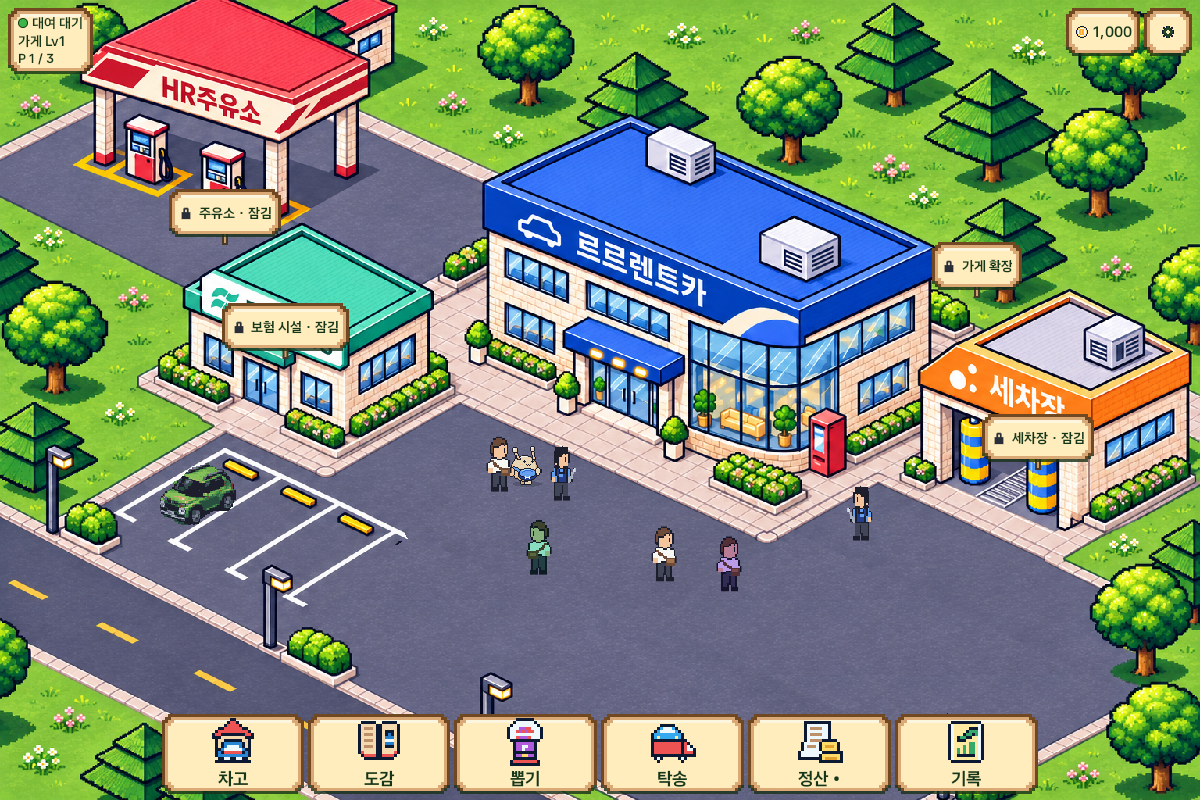 대여 대기
가게 Lv1
P 1 / 3
1,000
HR주유소
주유소 · 잠김
르르렌트카
가게 확장
보험 시설 · 잠김
세차장
세차장 · 잠김
차고
도감
뽑기
탁송
정산 •
기록